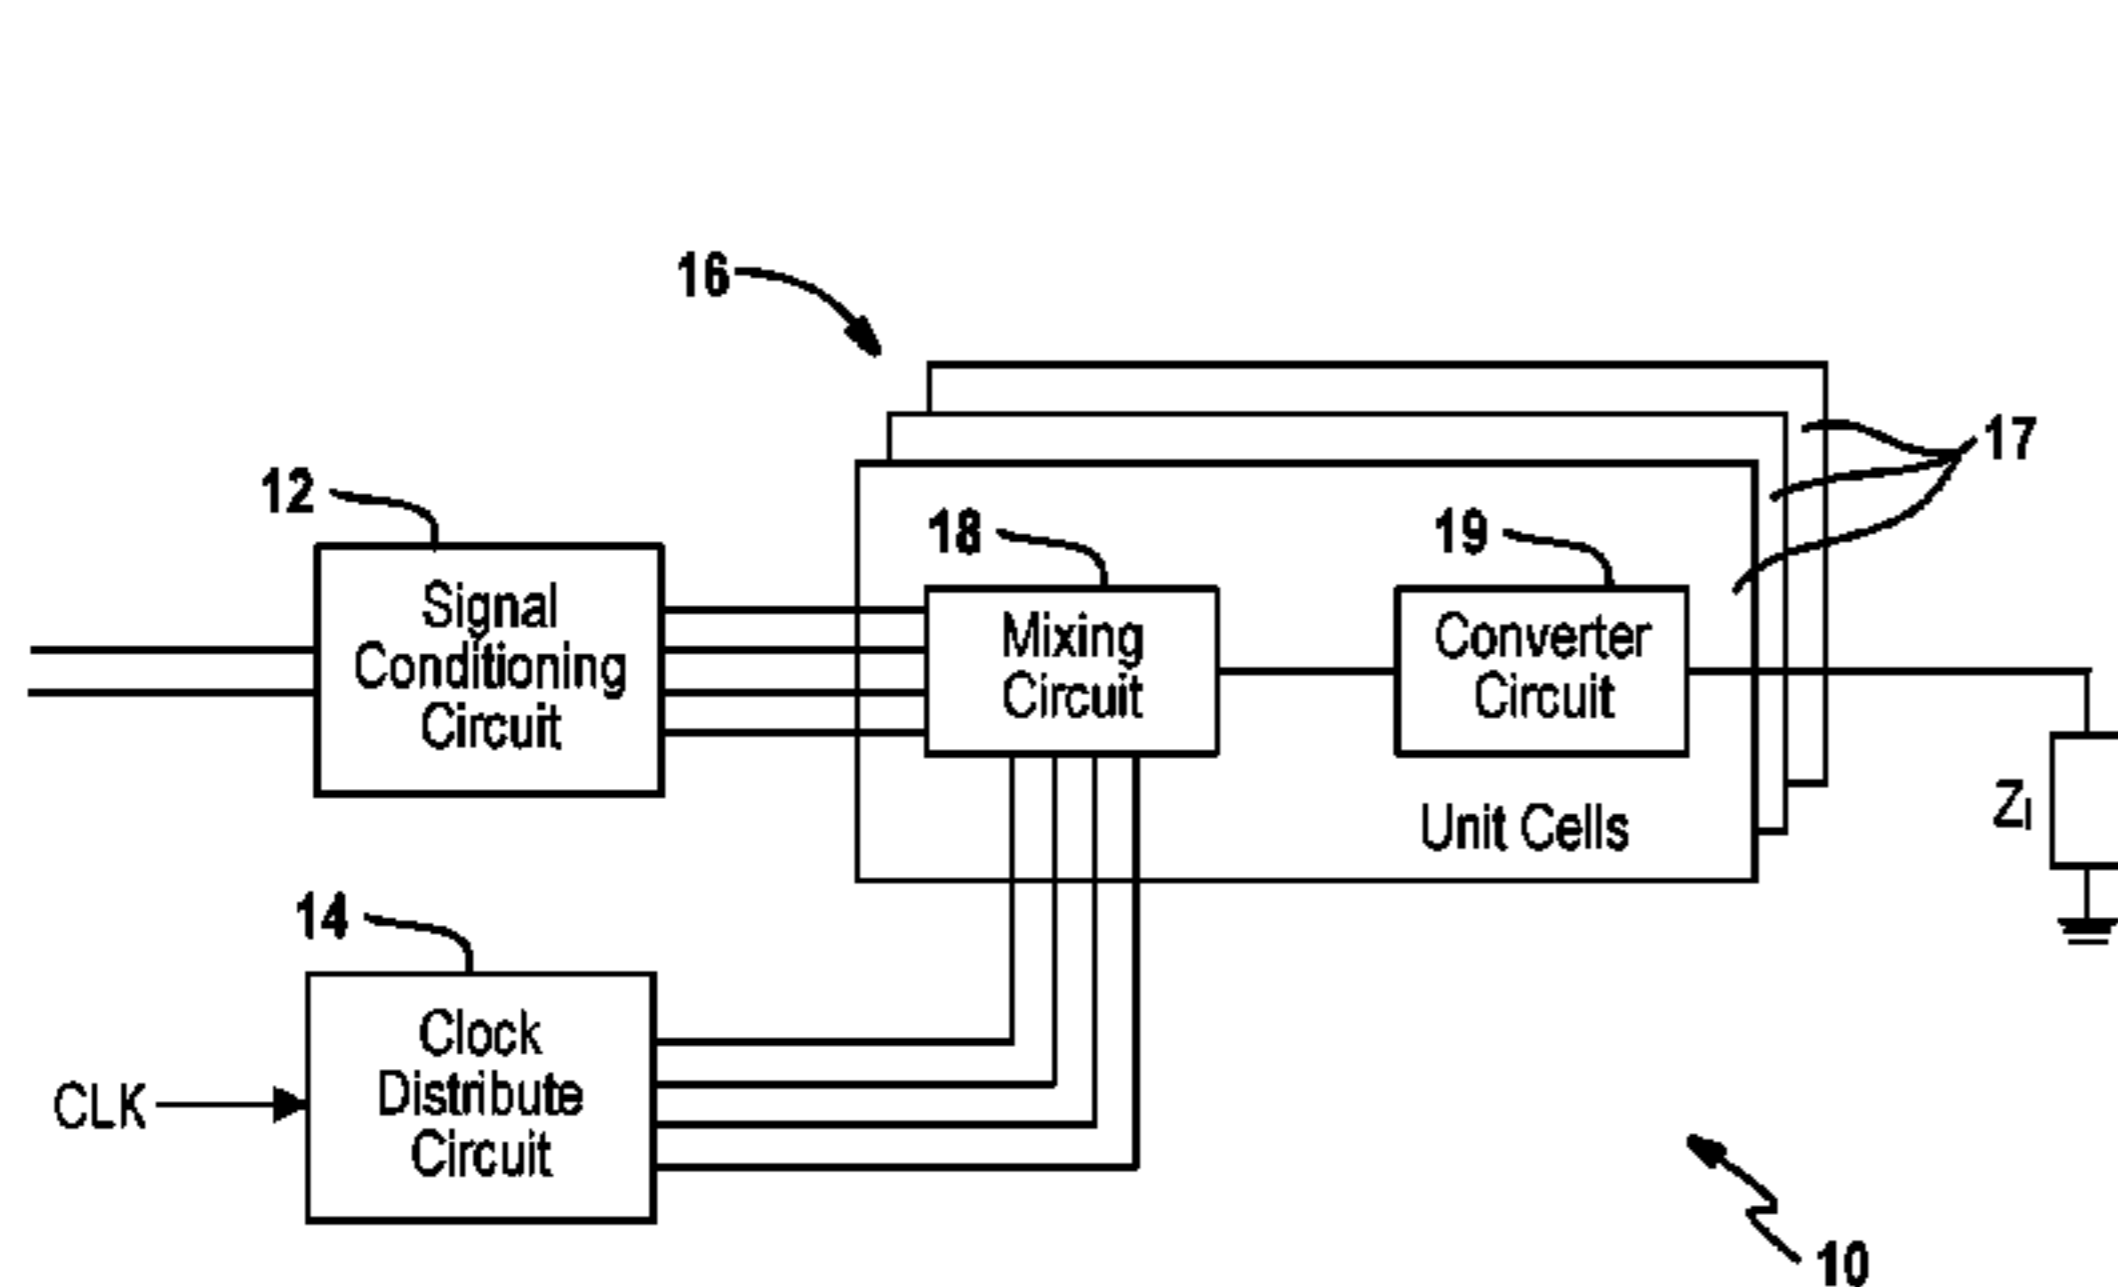 16
17
12
18
19
Signal
Conditioning
Circuit
Mixing
Circuit
Converter
Circuit
Unit Cells
Zl
14
Clock
Distribute
Circuit
CLK
10